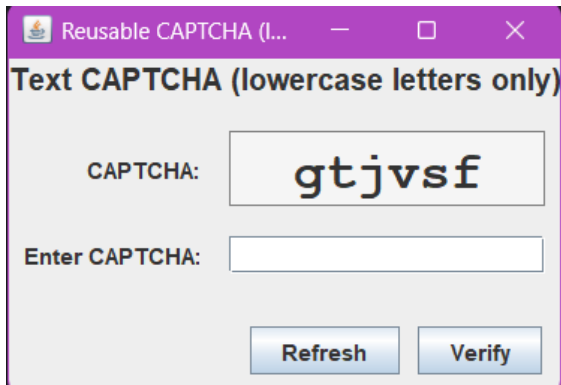 Reusable CAPTCHA (l...
Text CAPTCHA (lowercase letters only)
CAPTCHA: gtjvsf
Enter CAPTCHA:
Refresh Verify